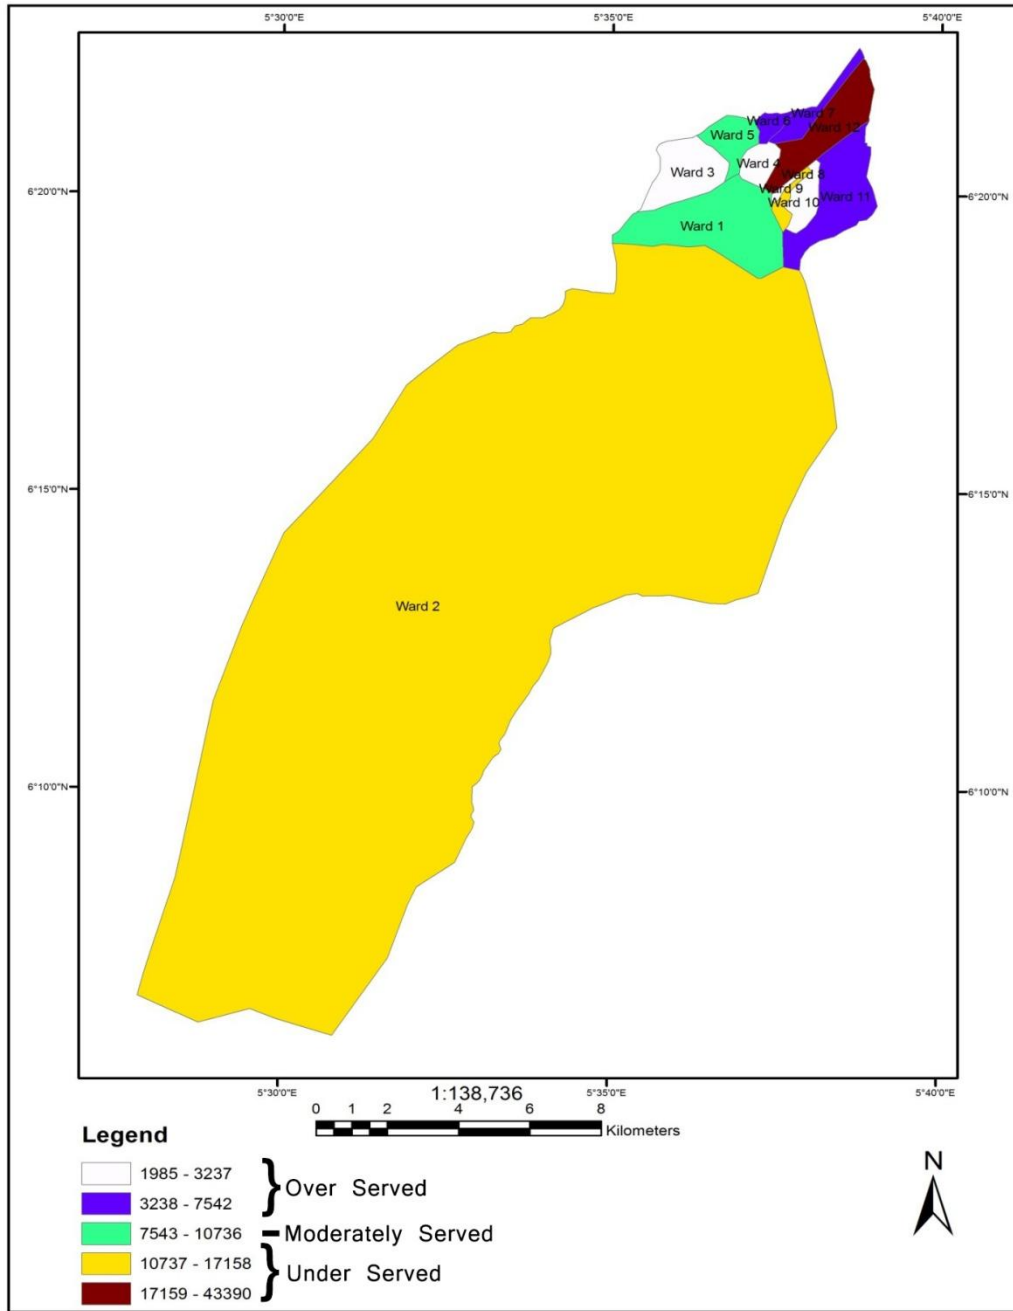 5°30'0"E 5°35'0"E 5°40'0"E
Ward 7
Ward 6
Ward 12
Ward 5
Ward 4
Ward 3
Ward 8
6°20'0"N 6°20'0"N
Ward 9
Ward 11
Ward 10
Ward 1
6°15'0"N 6°15'0"N
Ward 2
6°10'0"N 6°10'0"N
5°30'0"E 5°35'0"E 5°40'0"E
1:138,736
0 1 2 4 6 8
Kilometers
Legend
N
1985 - 3237
Over Served
3238 - 7542
7543 - 10736 Moderately Served
10737 - 17158
Under Served
17159 - 43390